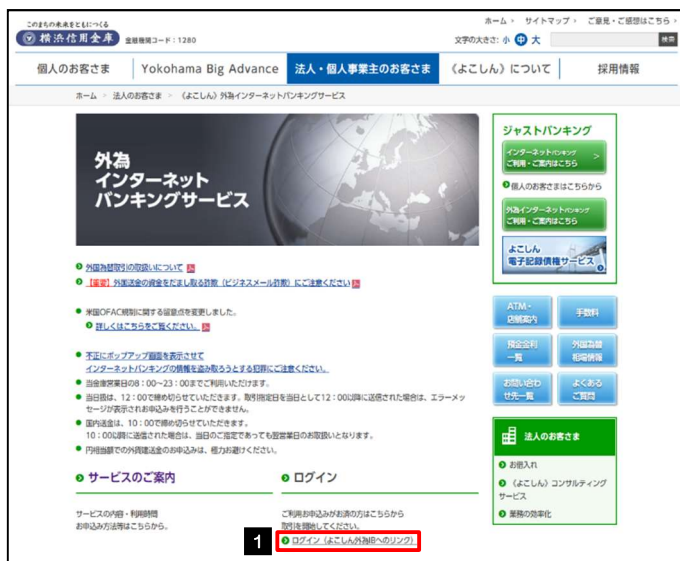 このまちの未来をともにつくる
横浜信用金庫 金融機関コード：1280
ホーム サイトマップ ご意見・ご感想はこちら
文字の大きさ： 小 中 大 検索
個人のお客さま Yokohama Big Advance 法人・個人事業主のお客さま 《よこしん》について 採用情報
ホーム > 法人のお客さま > 《よこしん》外為インターネットバンキングサービス
外為
インターネット
バンキングサービス
ジャストバンキング
インターネットバンキング
ご利用・ご案内はこちら >
個人のお客さまはこちらから
外為インターネットバンキング
ご利用・ご案内はこちら
よこしん
電子記録債権サービス
外国為替取引の取扱いについて
【重要】外国送金の資金をだまし取る詐欺（ビジネスメール詐欺）にご注意ください
米国OFAC規制に関する留意点を変更しました。
詳しくはこちらをご覧ください。
不正にポップアップ画面を表示させて
インターネットバンキングの情報を盗み取ろうとする犯罪にご注意ください。
当金庫営業日の8：00～23：00までご利用いただけます。
当日扱は、12：00で締め切らせていただきます。取引指定日を当日として12：00以降に送信された場合は、エラーメッ
セージが表示されお申込みを行うことができません。
国内送金は、10：00で締め切らせていただきます。
10：00以降に送信された場合は、当日のご指定であっても翌営業日のお取扱いとなります。
円相当額での外貨建送金のお申込みは、極力お避けください。
ATM・
店舗案内
手数料
預金金利
一覧
外国為替
相場情報
お問い合わ
せ先一覧
よくある
ご質問
法人のお客さま
お借入れ
《よこしん》コンサルティング
サービス
業務の効率化
サービスのご案内
サービスの内容・利用時間
お申込み方法等はこちらから。
ログイン
ご利用お申込みがお済の方はこちらから
取引を開始してください。
1 ログイン（よこしん外為IBへのリンク）